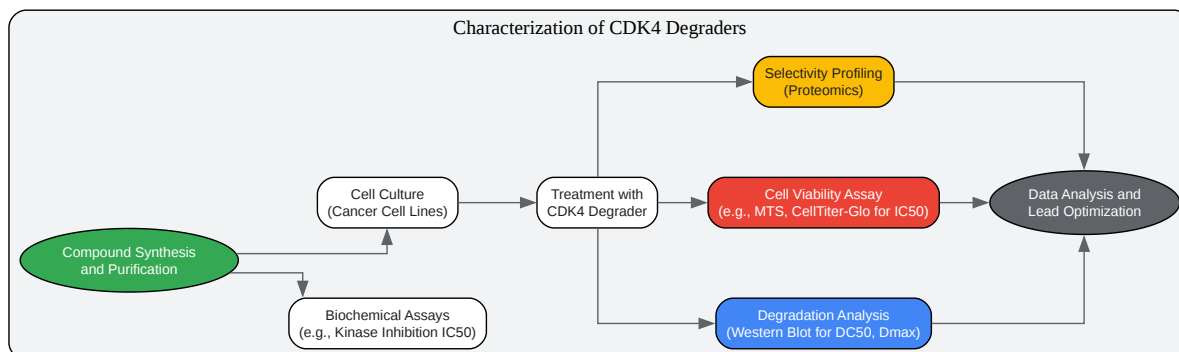 Characterization of CDK4 Degraders
Selectivity Profiling
(Proteomics)
Cell Culture
(Cancer Cell Lines)
Treatment with
CDK4 Degrader
Cell Viability Assay
(e.g., MTS, CellTiter-Glo for IC50)
Data Analysis and
Lead Optimization
Compound Synthesis
and Purification
Biochemical Assays
(e.g., Kinase Inhibition IC50)
Degradation Analysis
(Western Blot for DC50, Dmax)